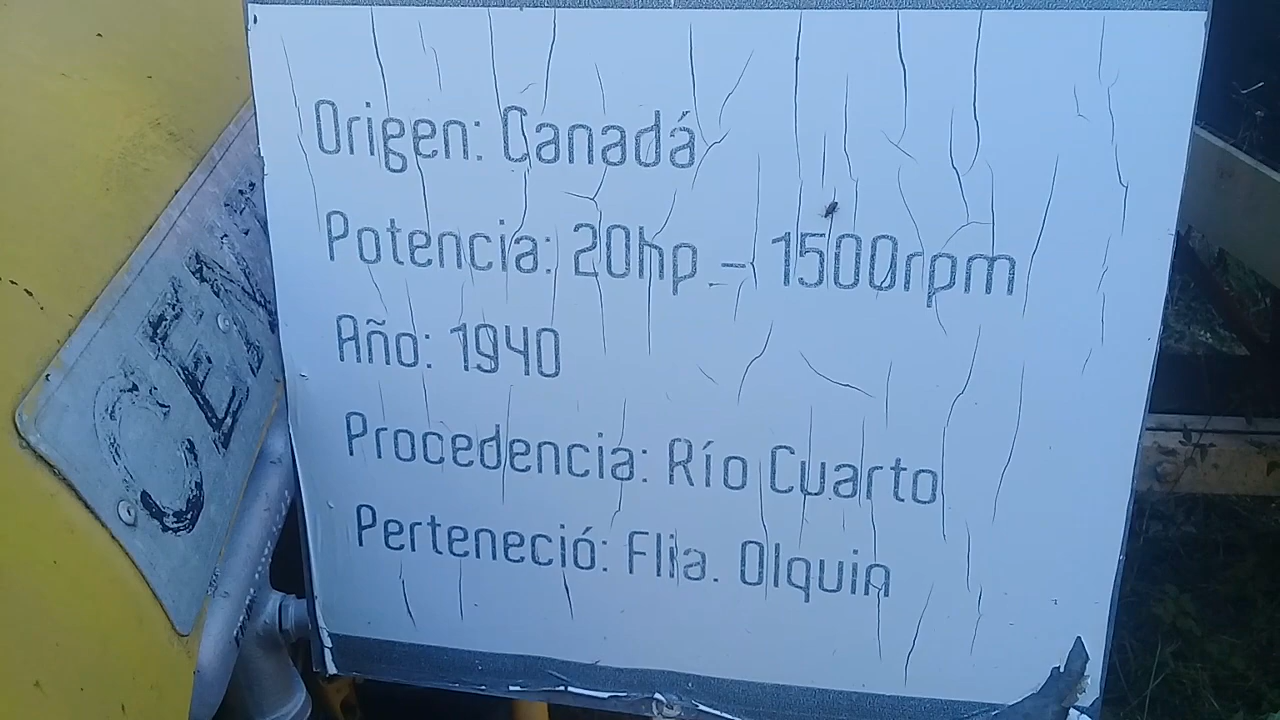 Origen: Canadá
Potencia: 20hp - 1500rpm
Año: 1940
Procedencia: Río Cuarto
Perteneció: Flia. Olquin